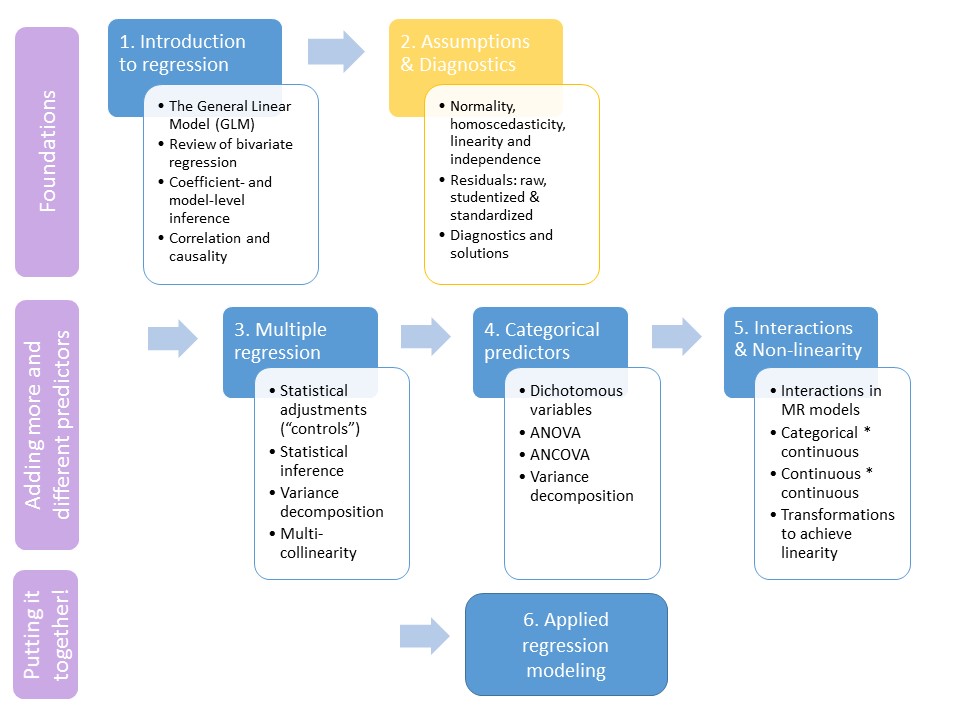 Foundations
1. Introduction
to regression
• The General Linear
Model (GLM)
• Review of bivariate
regression
• Coefficient- and
model-level
inference
• Correlation and
causality
2. Assumptions
& Diagnostics
• Normality,
homoscedasticity,
linearity and
independence
• Residuals: raw,
studentized &
standardized
• Diagnostics and
solutions
Adding more and
different predictors
3. Multiple
regression
• Statistical
adjustments
(“controls”)
• Statistical
inference
• Variance
decomposition
• Multi-
collinearity
4. Categorical
predictors
• Dichotomous
variables
• ANOVA
• ANCOVA
• Variance
decomposition
5. Interactions
& Non-linearity
• Interactions in
MR models
• Categorical *
continuous
• Continuous *
continuous
• Transformations
to achieve
linearity
Putting it
together!
6. Applied
regression
modeling